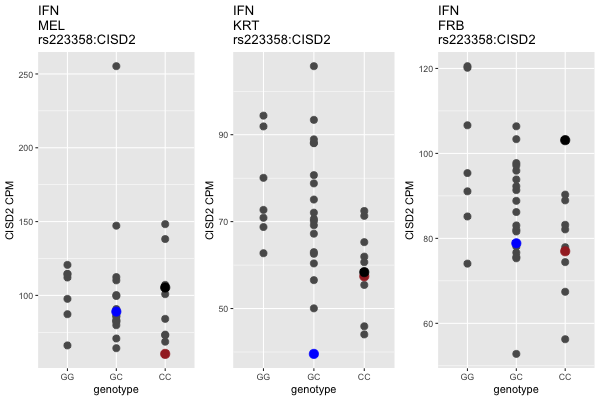 IFN
MEL
rs223358:CISD2
CISD2 CPM
250
200
150
100
GG
GC
CC
genotype
IFN
KRT
rs223358:CISD2
CISD2 CPM
90
70
50
GG
GC
CC
genotype
IFN
FRB
rs223358:CISD2
CISD2 CPM
120
100
80
60
GG
GC
CC
genotype